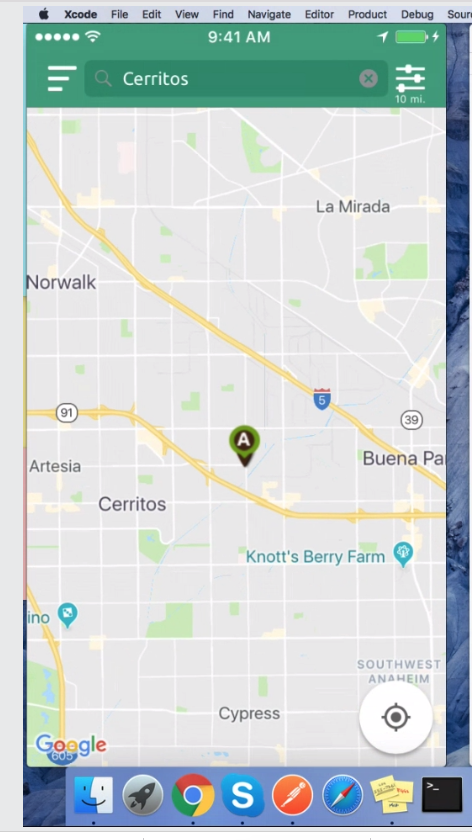 Xcode File Edit View Find Navigate Editor Product Debug
9:41 AM
Cerritos
10 mi.
La Mirada
Norwalk
5
91
39
A
Artesia
Buena Pa
Cerritos
Knott's Berry Farm
ino
SOUTHWEST
ANAHEIM
Cypress
Google
605
S
>_